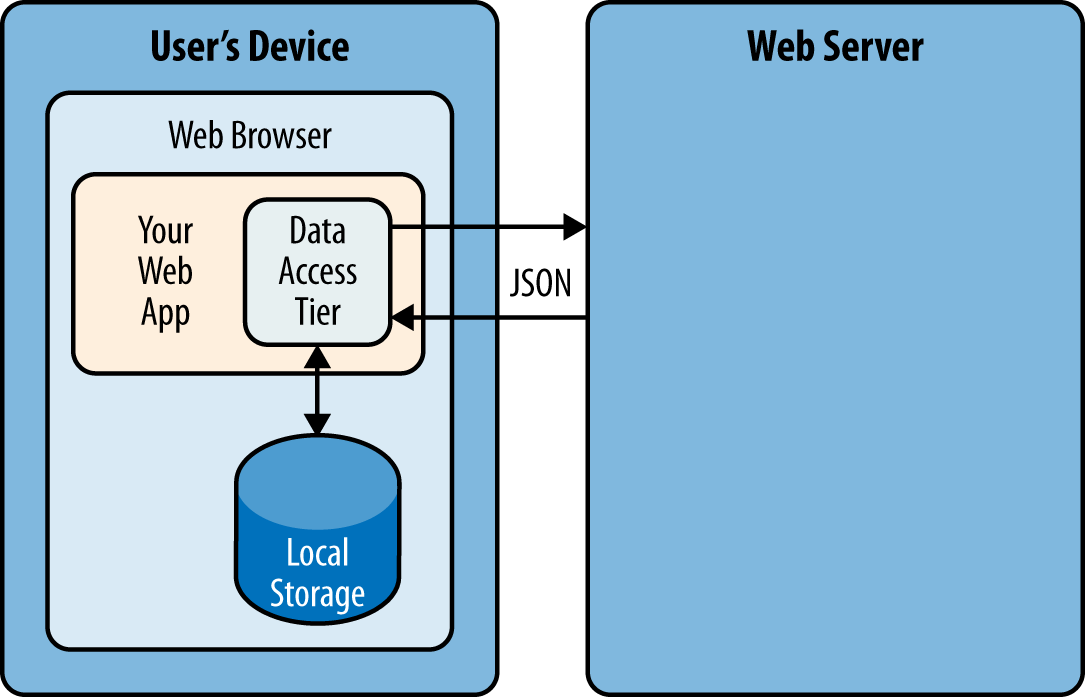 User’s Device
Web Server
Web Browser
Your
Web
App
Data
Access
Tier
JSON
Local
Storage